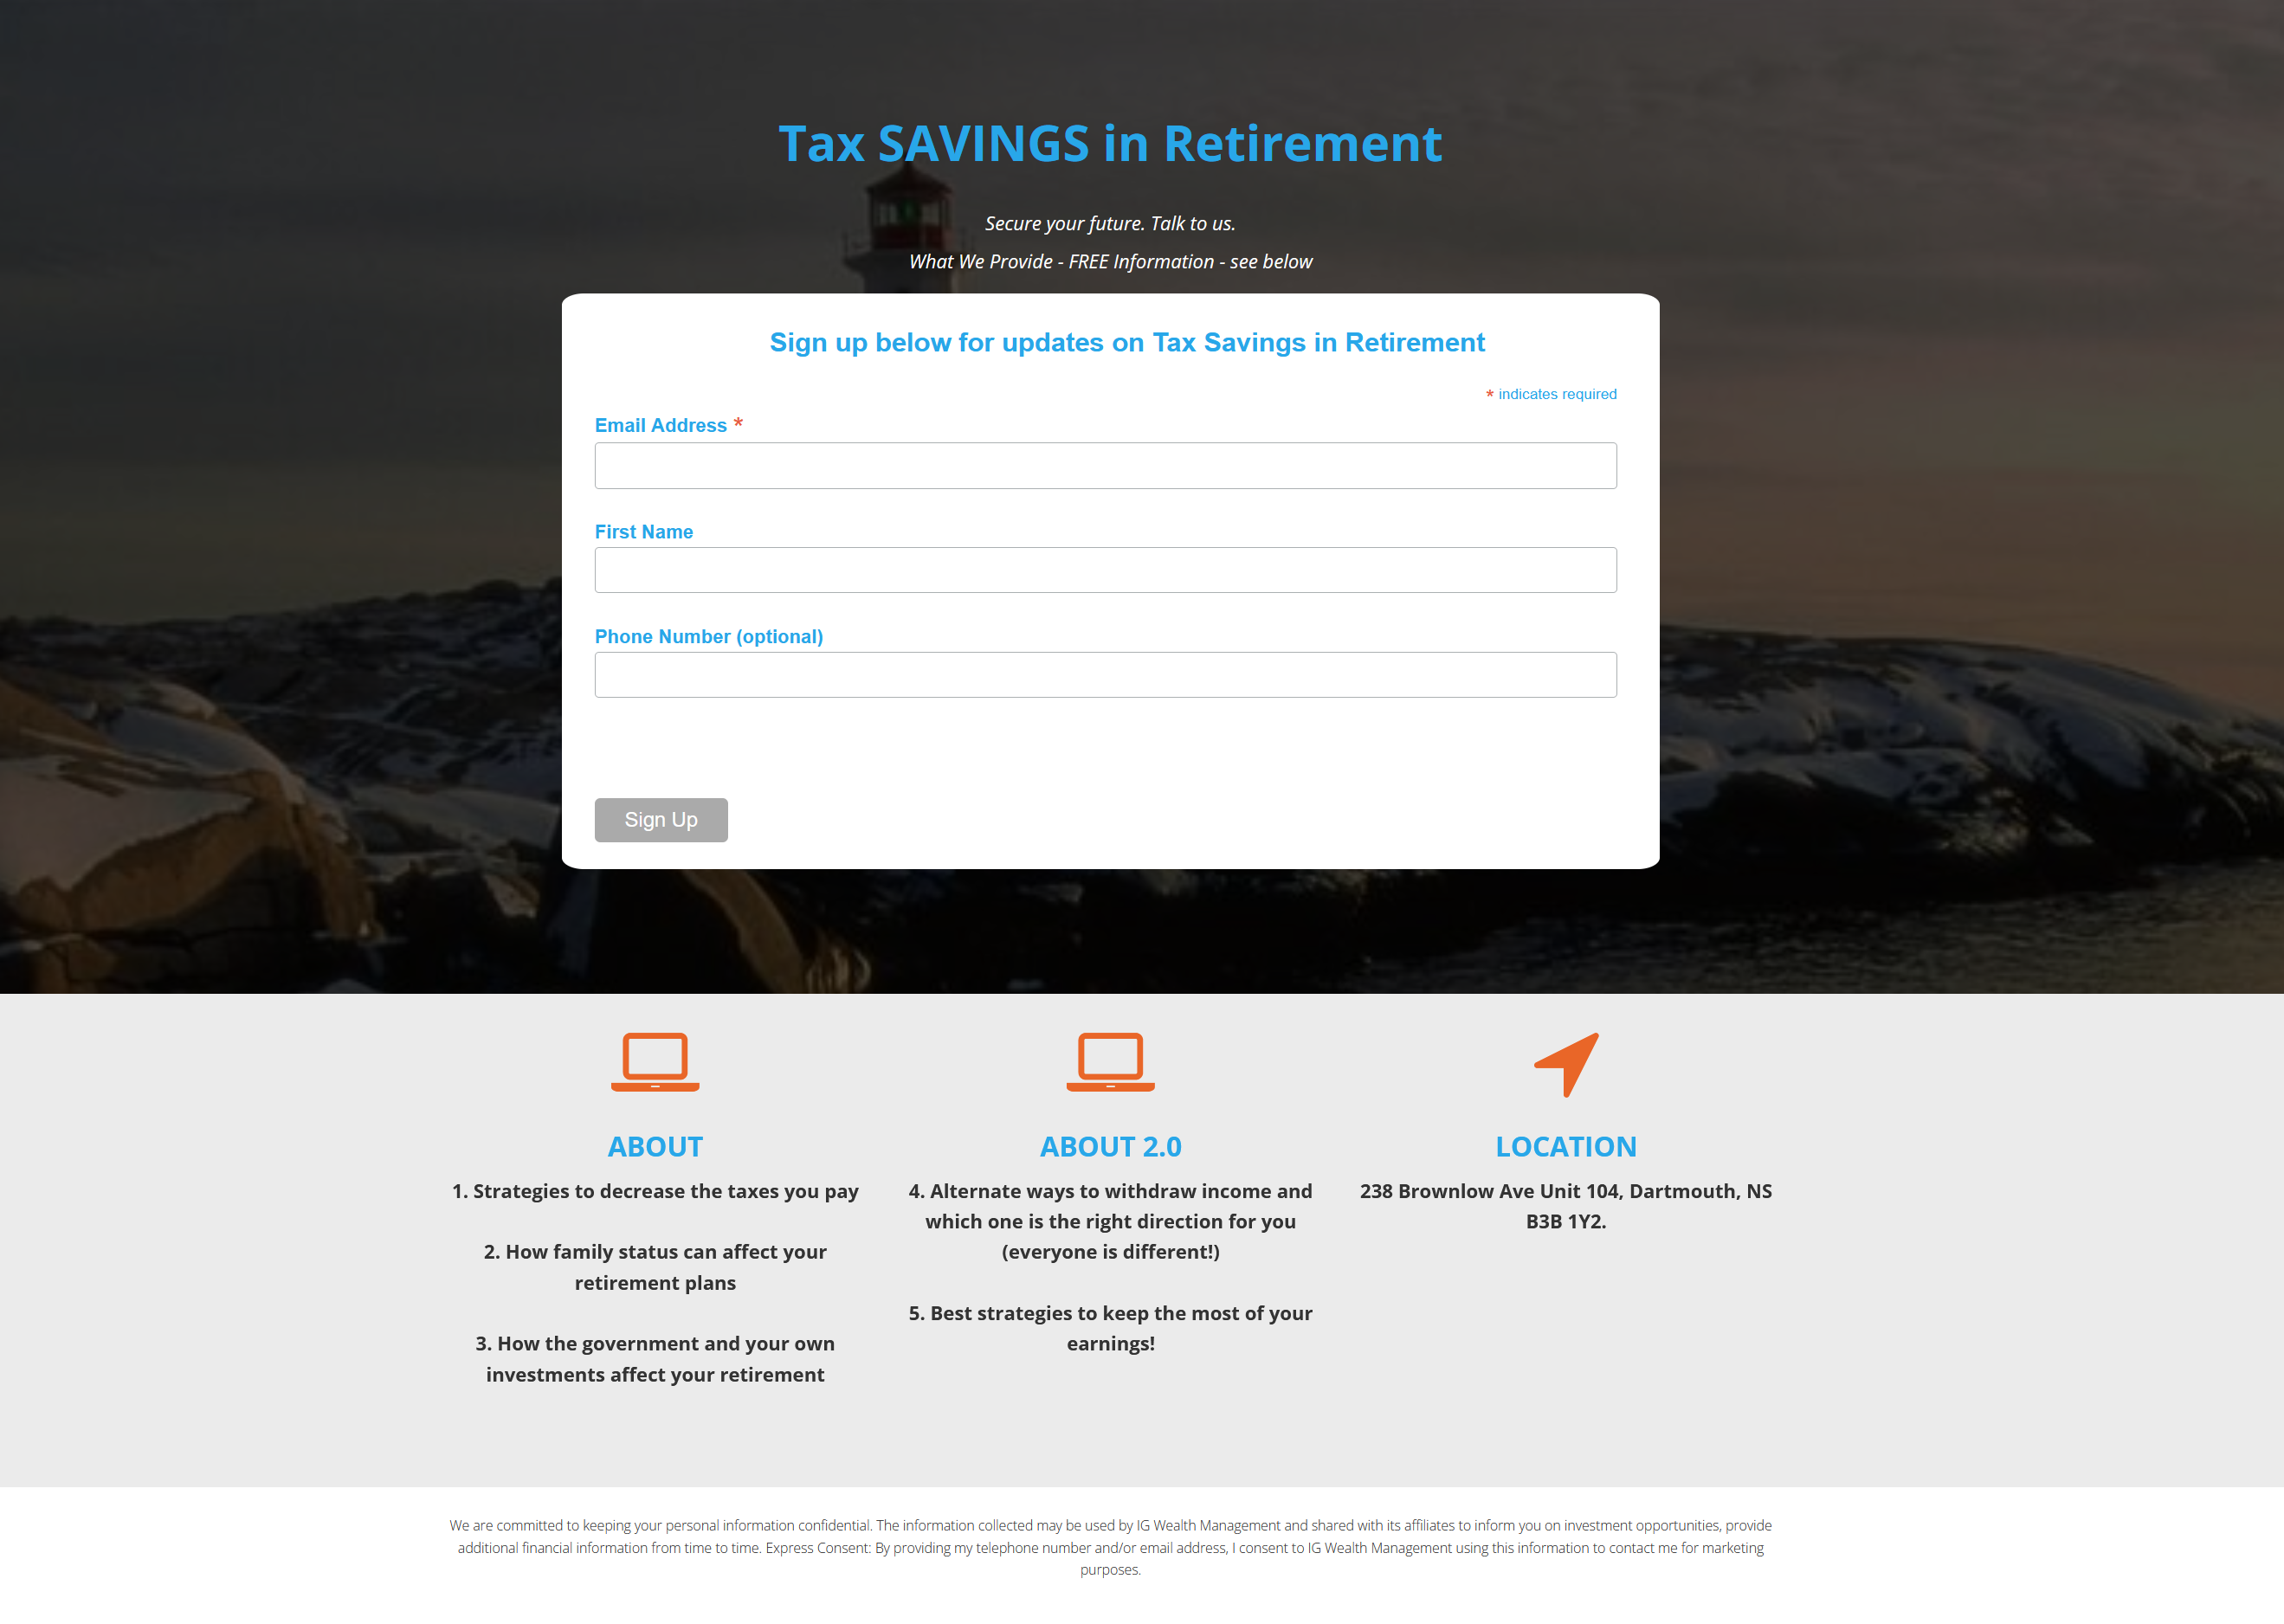 Tax SAVINGS in Retirement
Secure your future. Talk to us.
What We Provide - FREE Information - see below
Sign up below for updates on Tax Savings in Retirement
* indicates required
Email Address *
First Name
Phone Number (optional)
Sign Up
ABOUT
1. Strategies to decrease the taxes you pay
2. How family status can affect your
retirement plans
3. How the government and your own
investments affect your retirement
ABOUT 2.0
4. Alternate ways to withdraw income and
which one is the right direction for you
(everyone is different!)
5. Best strategies to keep the most of your
earnings!
LOCATION
238 Brownlow Ave Unit 104, Dartmouth, NS
B3B 1Y2.
We are committed to keeping your personal information confidential. The information collected may be used by IG Wealth Management and shared with its affiliates to inform you on investment opportunities, provide
additional financial information from time to time. Express Consent: By providing my telephone number and/or email address, I consent to IG Wealth Management using this information to contact me for marketing
purposes.